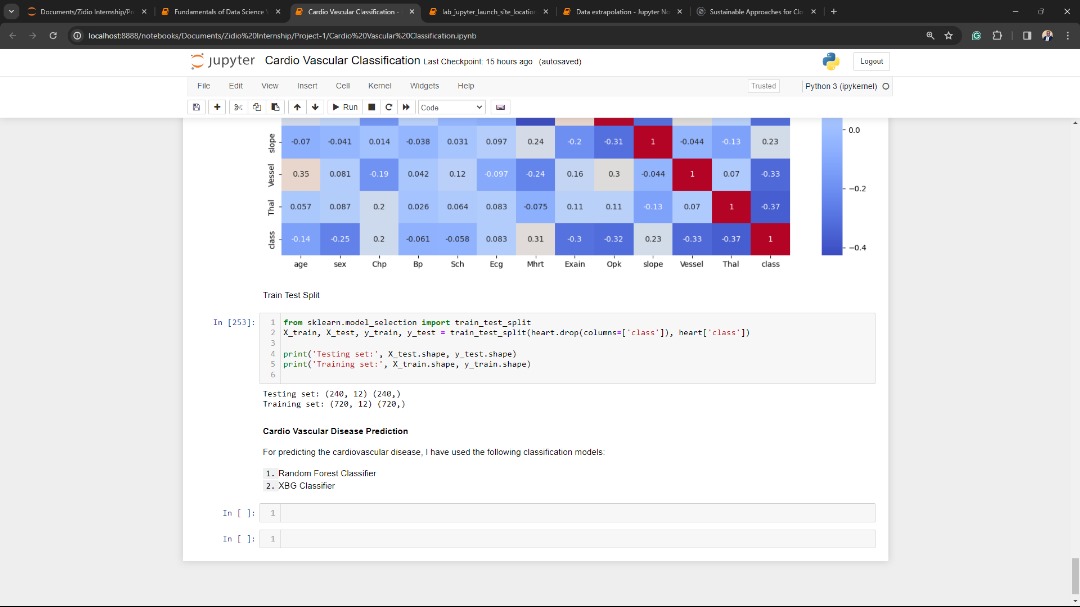 Documents/Zidio Internship/Pr
Fundamentals of Data Science
Cardio Vascular Classification -
lab_jupyter_launch_site_location
Data extrapolation - Jupyter No
Sustainable Approaches for Clo
localhost:8888/notebooks/Documents/Zidio%20Internship/Project-1/Cardio%20Vascular%20Classification.ipynb
jupyter Cardio Vascular Classification Last Checkpoint: 15 hours ago (autosaved)
Logout
File Edit View Insert Cell Kernel Widgets Help
Trusted
Python 3 (ipykernel)
Run
Code
slope -0.07 -0.041 0.014 -0.038 0.031 0.097 0.24 -0.2 -0.31 1 -0.044 -0.13 0.23
Vessel 0.35 0.081 -0.19 0.042 0.12 -0.097 -0.24 0.16 0.3 -0.044 1 0.07 -0.33
Thal 0.057 0.087 0.2 0.026 0.064 0.083 -0.075 0.11 0.11 -0.13 0.07 1 -0.37
class -0.14 -0.25 0.2 -0.061 -0.058 0.083 0.31 -0.3 -0.32 0.23 -0.33 -0.37 1
age sex Chp Bp Sch Ecg Mhrt Exain Opk slope Vessel Thal class
0.0
-0.2
-0.4
Train Test Split
In [253]:
1 from sklearn.model_selection import train_test_split
2 X_train, X_test, y_train, y_test = train_test_split(heart.drop(columns=['class']), heart['class'])
3
4 print('Testing set:', X_test.shape, y_test.shape)
5 print('Training set:', X_train.shape, y_train.shape)
6
Testing set: (240, 12) (240,)
Training set: (720, 12) (720,)
Cardio Vascular Disease Prediction
For predicting the cardiovascular disease, I have used the following classification models:
1. Random Forest Classifier
2. XBG Classifier
In [ ]: 1
In [ ]: 1